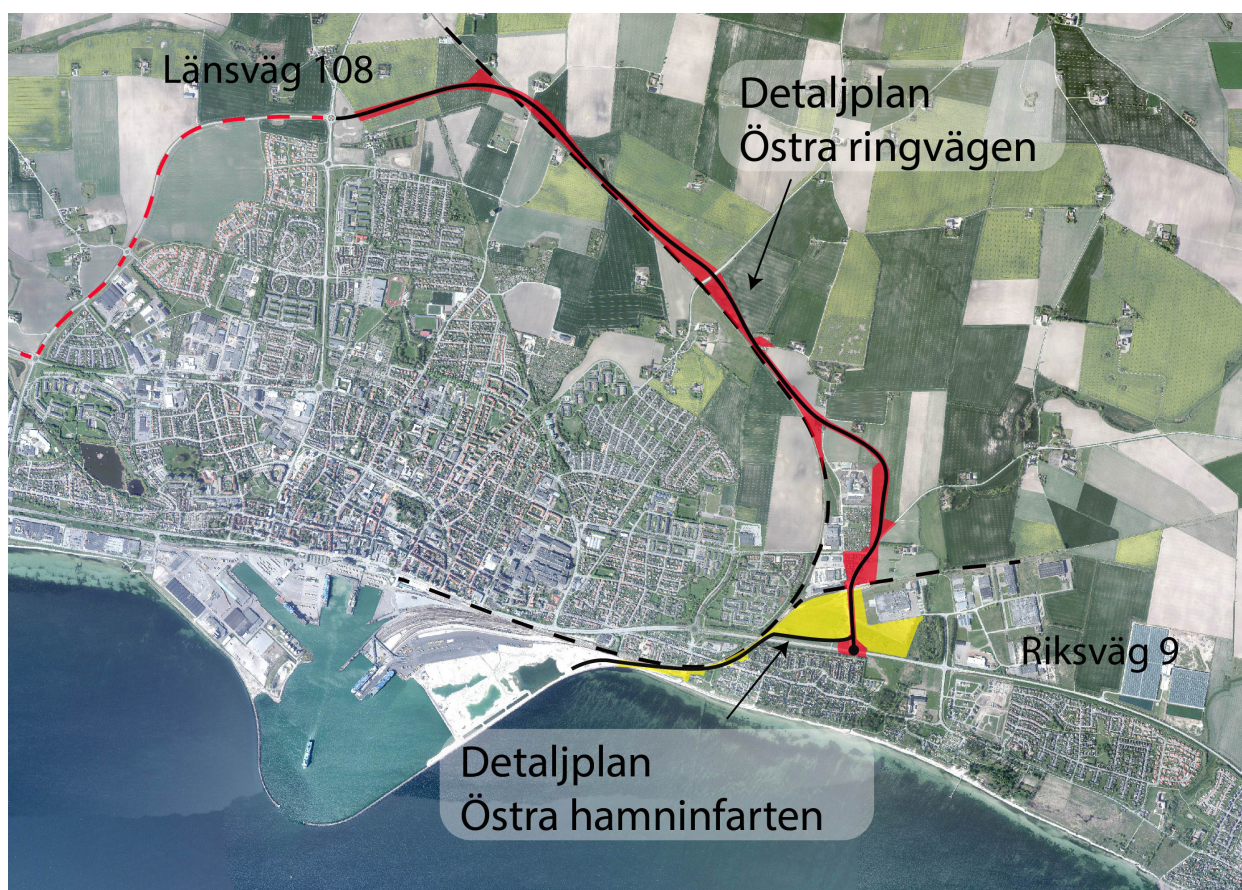 Länsväg 108
Detaljplan
Östra ringvägen
Riksväg 9
Detaljplan
Östra hamninfarten